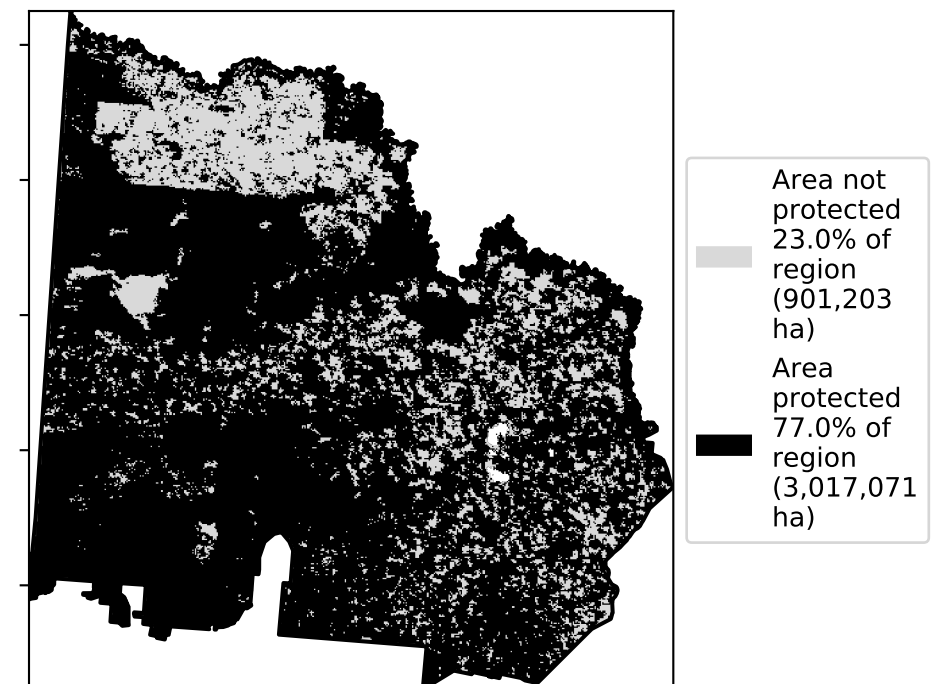 Area not
protected
23.0% of
region
(901,203
ha)
Area
protected
77.0% of
region
(3,017,071
ha)